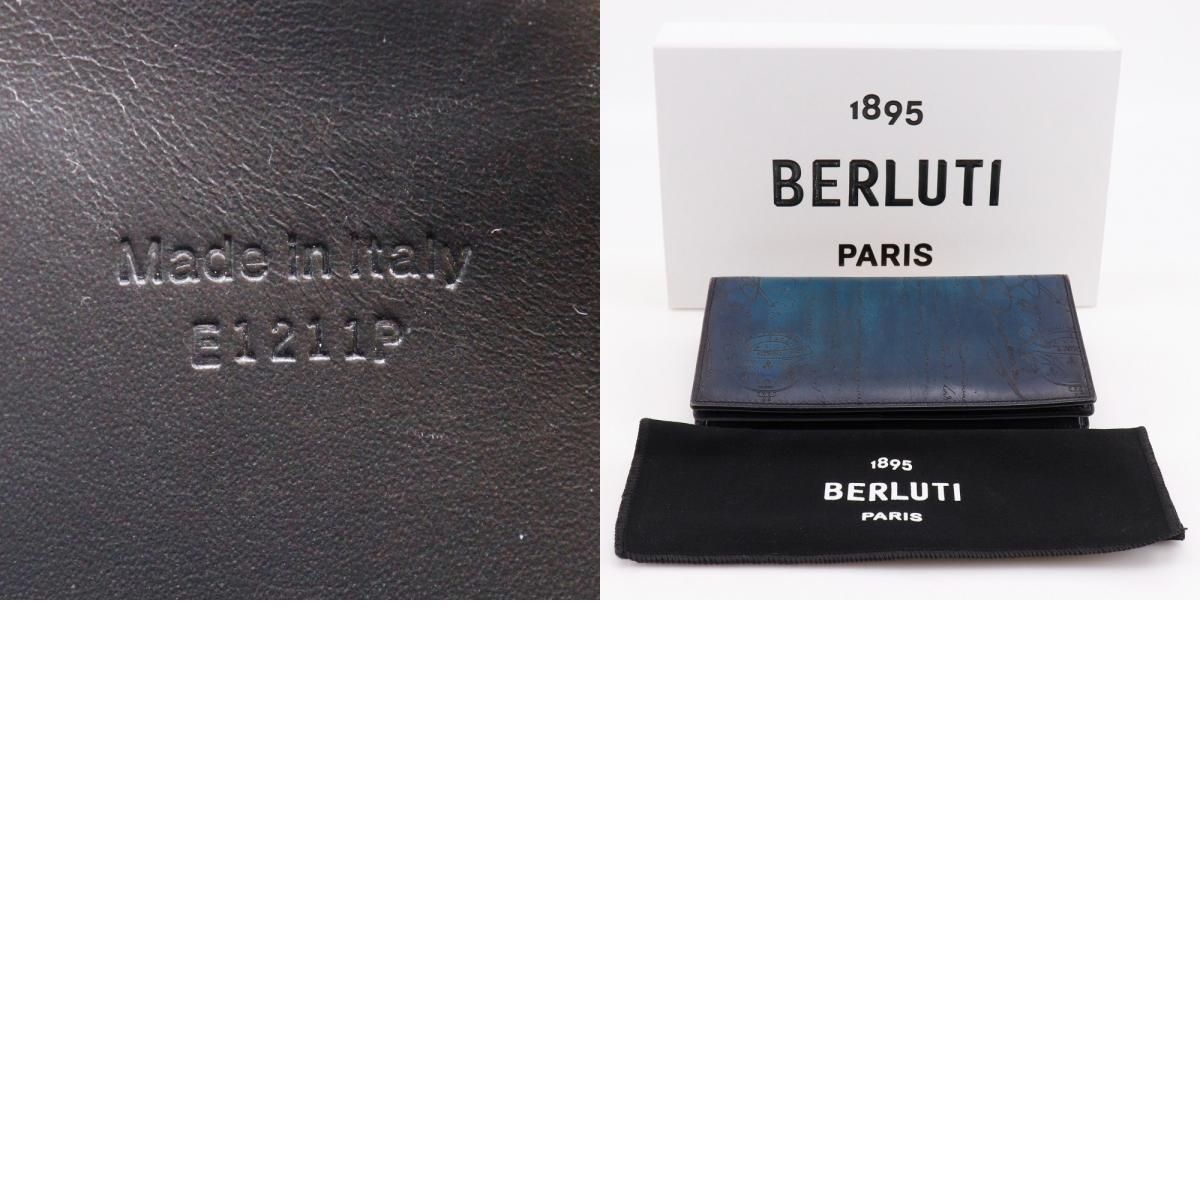 Made in Italy
E1211P
1895
BERLUTI
PARIS
1895
BERLUTI
PARIS